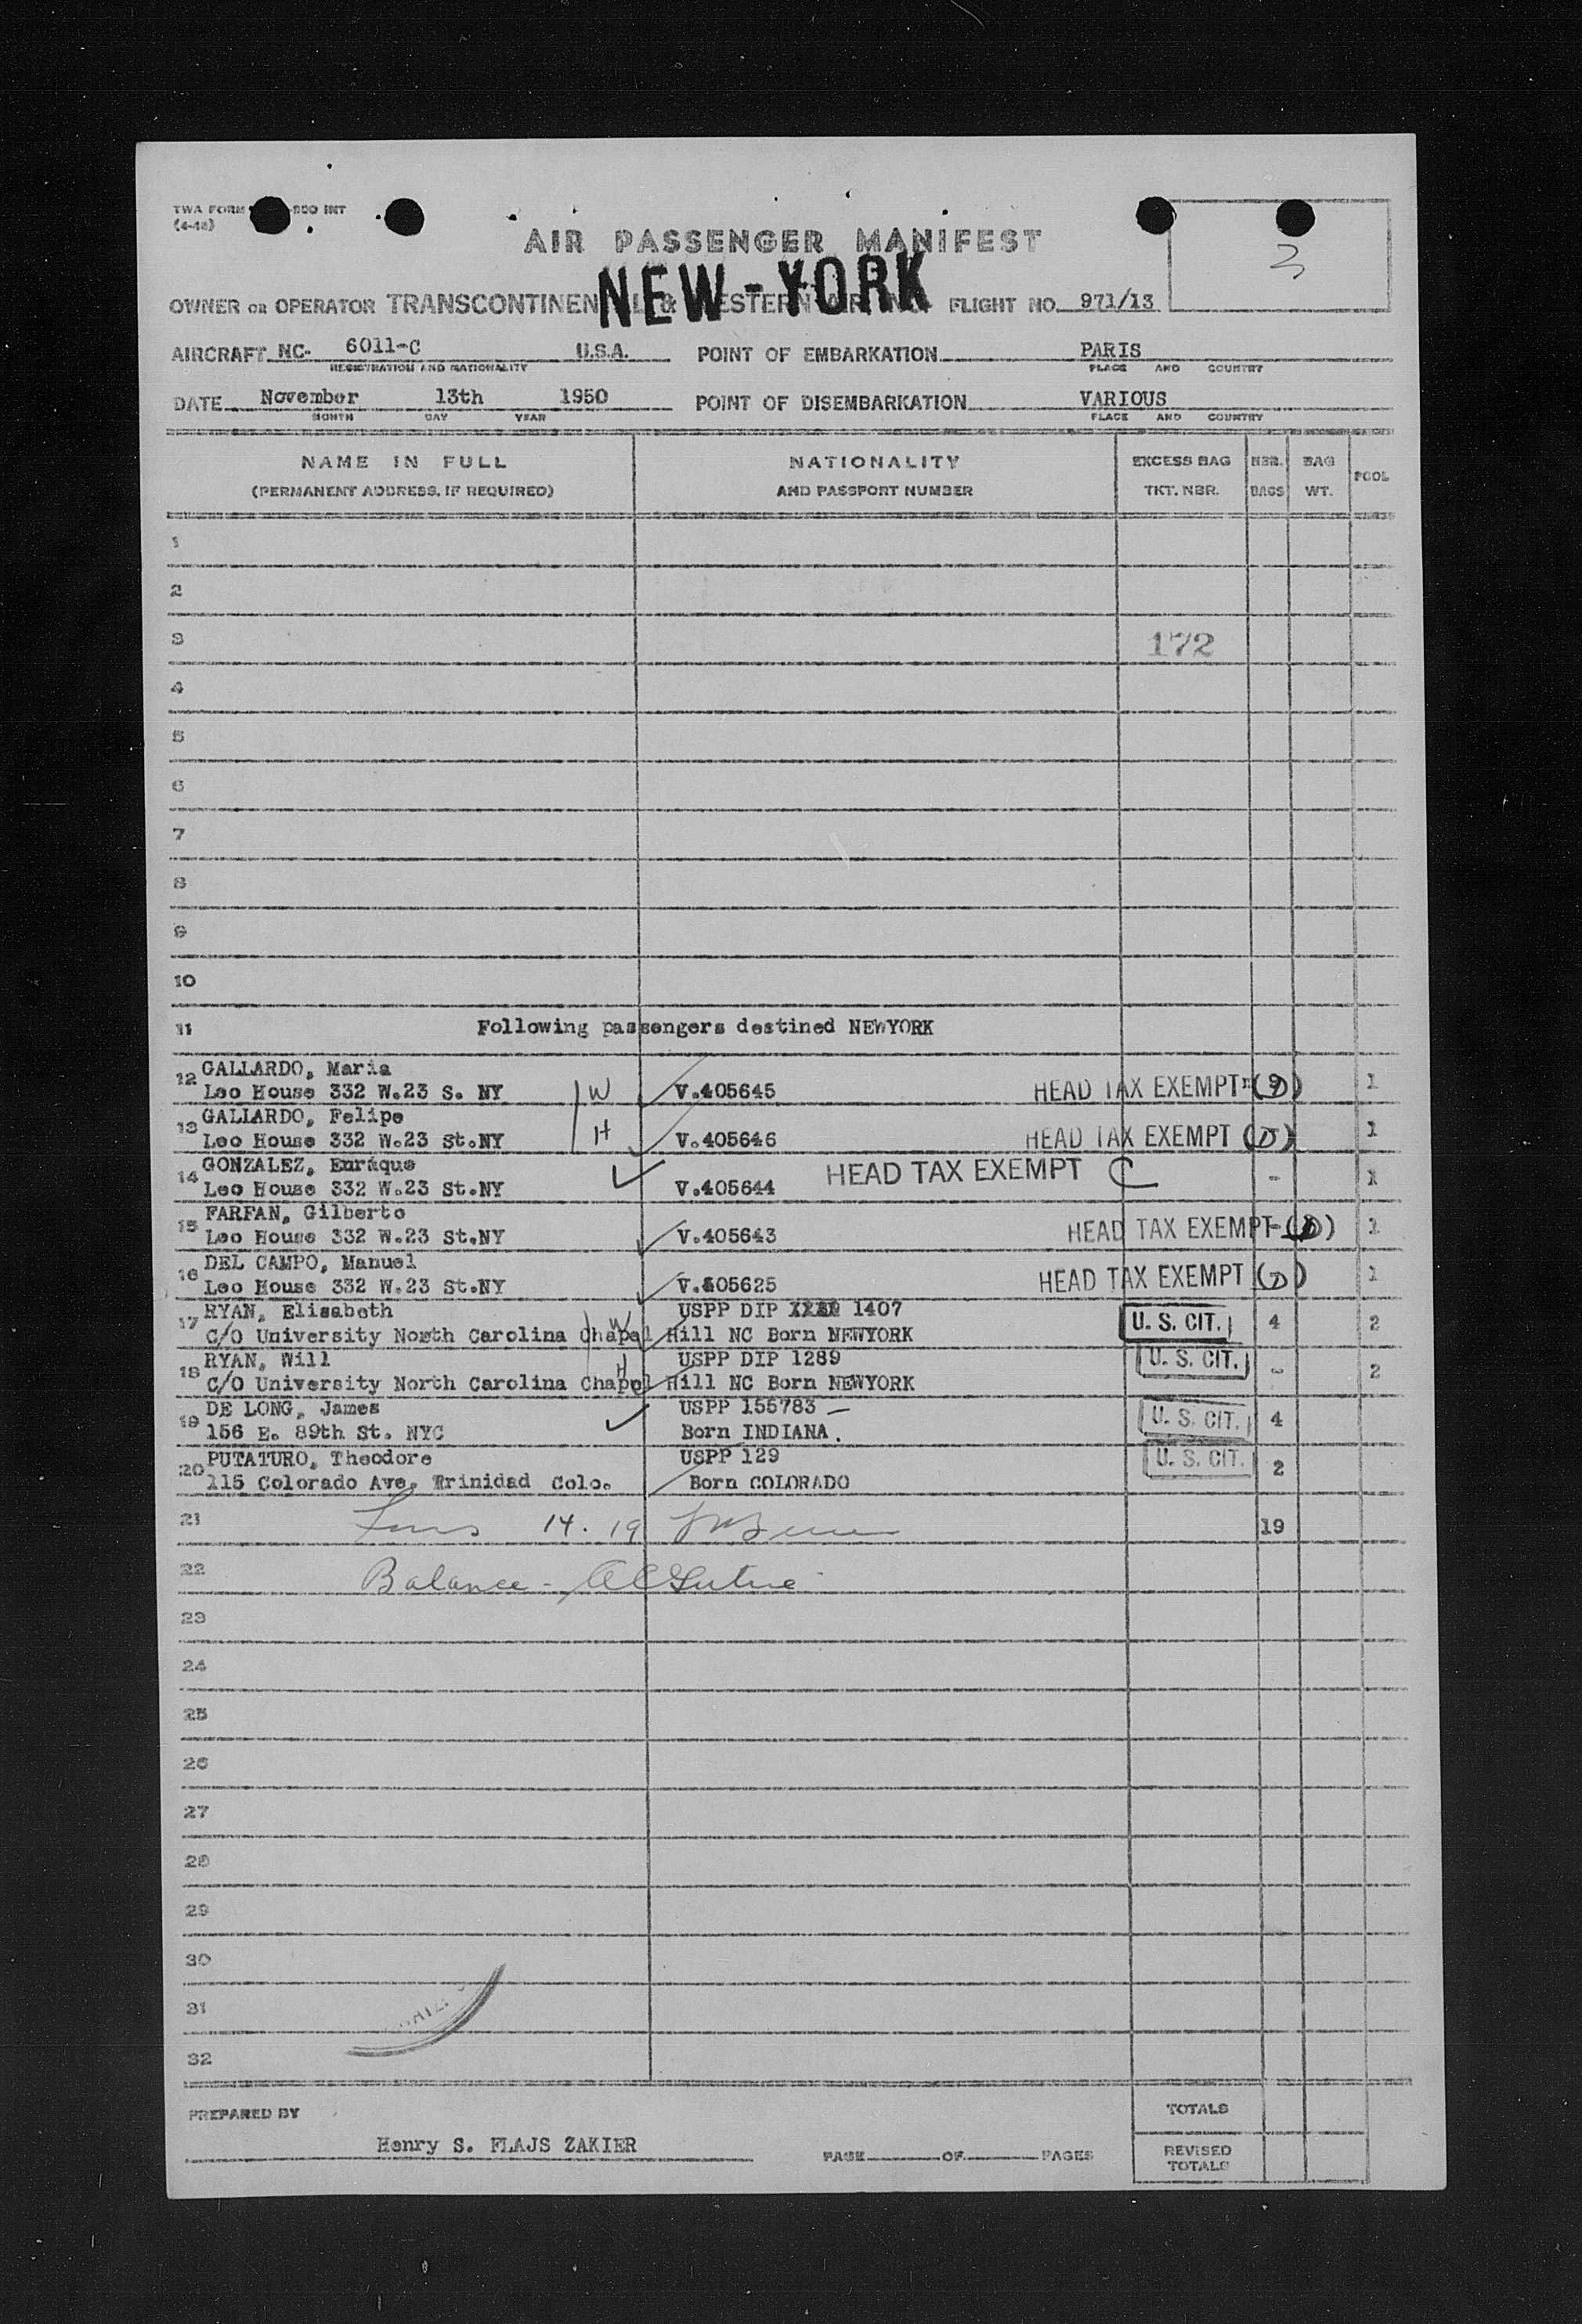 TWA FORM -800 INT
(4-48)
AIR PASSENGER MANIFEST
3
NEW-YORK
OWNER OR OPERATOR TRANSCONTINEN L & ESTERN FLIGHT NO. 971/13
AIRCRAFT NC- 6011-C U.S.A. POINT OF EMBARKATION PARIS
REGISTRATION AND NATIONALITY PLACE AND COUNTRY
DATE November 13th 1950 POINT OF DISEMBARKATION VARIOUS
MONTH DAY YEAR PLACE AND COUNTRY
NAME IN FULL NATIONALITY EXCESS BAG NBR. BAG POOL
(PERMANENT ADDRESS, IF REQUIRED) AND PASSPORT NUMBER TKT. NBR. BAGS WT.
1
2
3 172
4
5
6
7
8
9
10
11 Following passengers destined NEWYORK
GALLARDO, Maria
12 Leo House 332 W.23 S. NY W V.405645 HEAD TAX EXEMPT (D) 1
GALLARDO, Felipe
13 Leo House 332 W.23 St.NY H V.405646 HEAD TAX EXEMPT (D) 1
GONZALEZ, Enrique
14 Leo House 332 W.23 St.NY V.405644 HEAD TAX EXEMPT C - 1
FARFAN, Gilberto
15 Leo House 332 W.23 St.NY V.405643 HEAD TAX EXEMPT (D) 1
DEL CAMPO, Manuel
16 Leo House 332 W.23 St.NY V.405625 HEAD TAX EXEMPT (D) 1
RYAN, Elisabeth W USPP DIP 1407
17 C/O University North Carolina Chapel Hill NC Born NEWYORK U. S. CIT. 4 2
RYAN, Will H USPP DIP 1289
18 C/O University North Carolina Chapel Hill NC Born NEWYORK U. S. CIT. - 2
DE LONG, James USPP 155783 -
19 156 E. 89th St. NYC Born INDIANA. U. S. CIT. 4
PUTATURO, Theodore USPP 129
20 115 Colorado Ave. Trinidad Colo. Born COLORADO U. S. CIT. 2
21 14. 19 19
22 Balance -
23
24
25
26
27
28
29
30
31
32
PREPARED BY TOTALS
Henry S. FLAJS ZAKIER PAGE OF PAGES REVISED
TOTALS